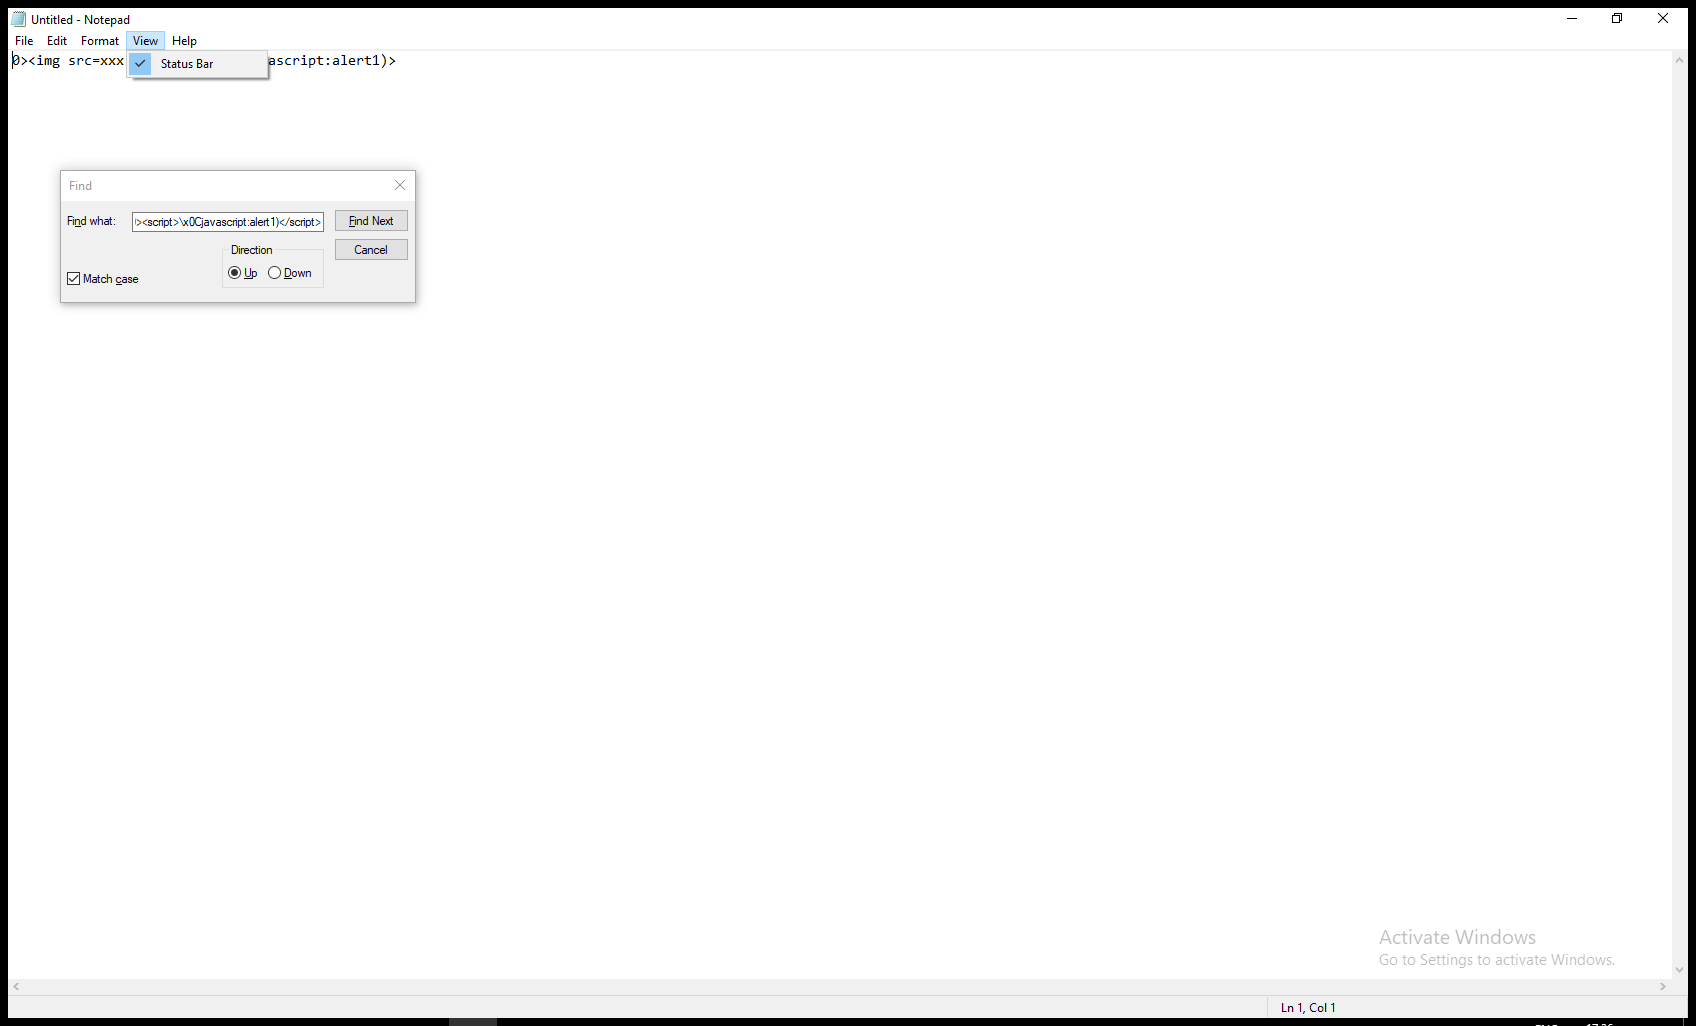 Untitled - Notepad
File Edit Format View Help
0><img src=xxx
Status Bar
ascript:alert1)>
Find
Find what:
><script>\x0Cjavascript:alert1)</script>
Find Next
Direction
Cancel
Up
Down
Match case
Activate Windows
Go to Settings to activate Windows.
Ln 1, Col 1